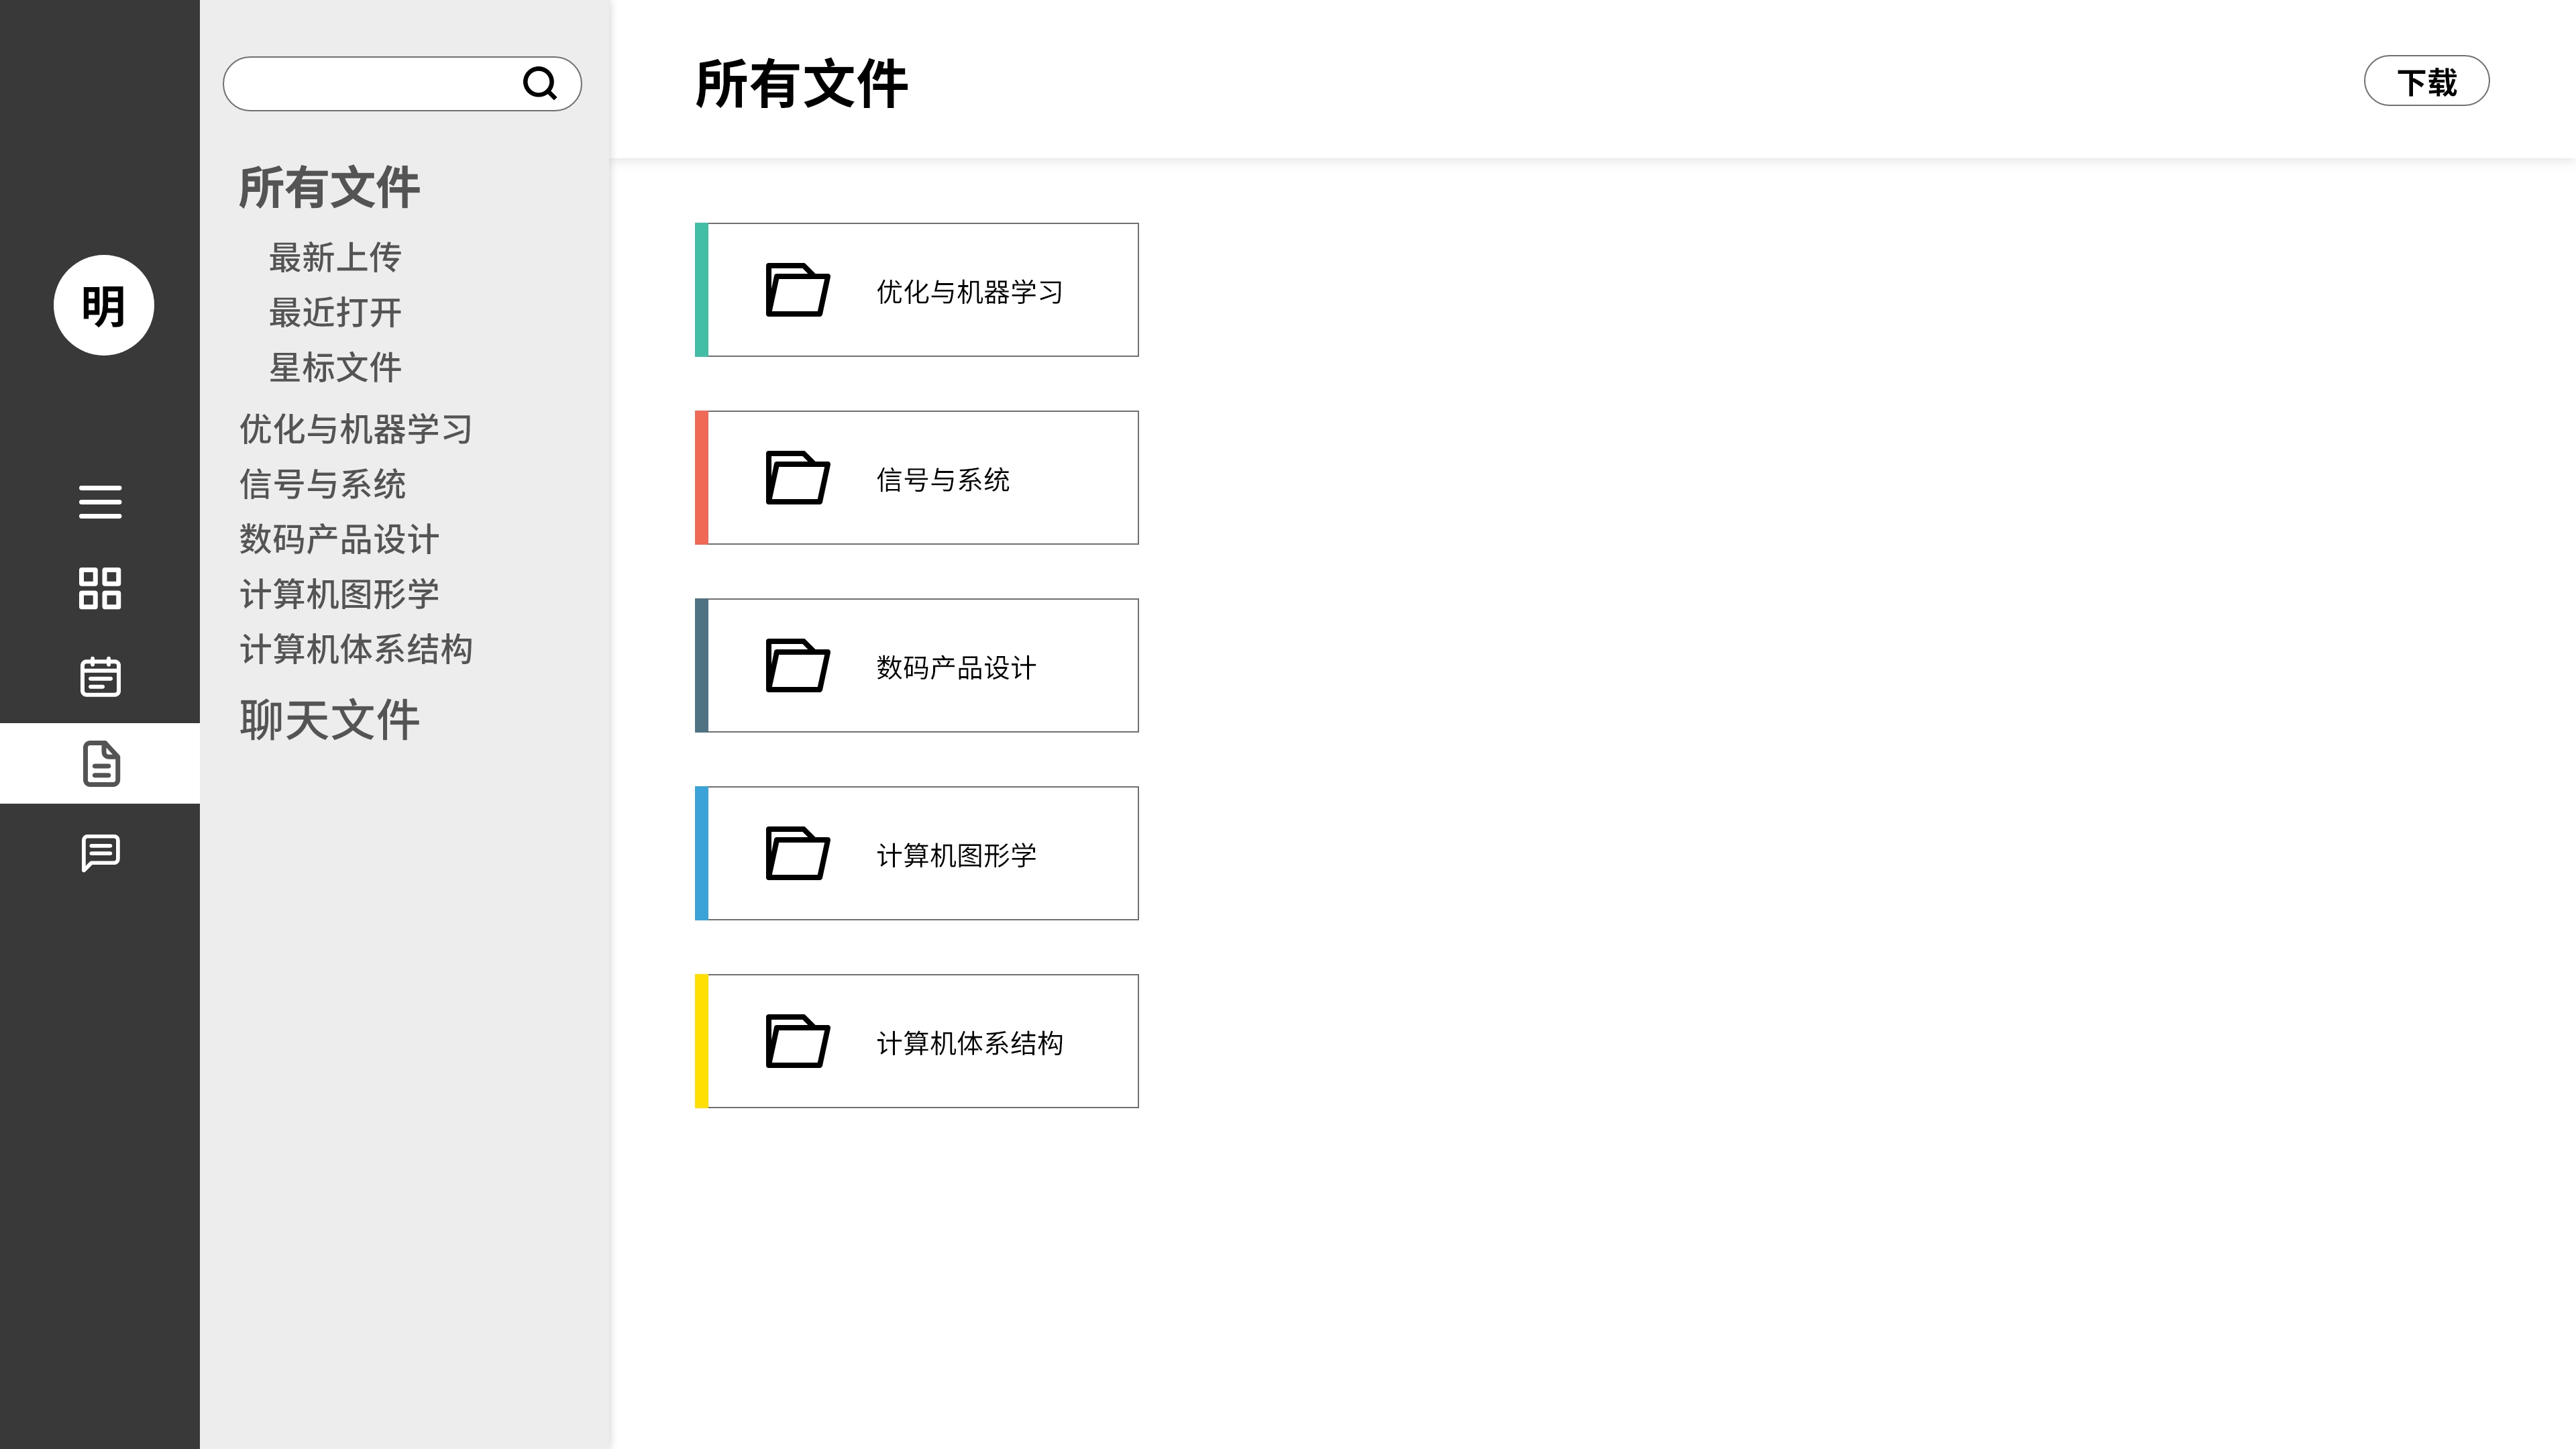 明
所有文件
最新上传
最近打开
星标文件
优化与机器学习
信号与系统
数码产品设计
计算机图形学
计算机体系结构
聊天文件
所有文件
下载
优化与机器学习
信号与系统
数码产品设计
计算机图形学
计算机体系结构